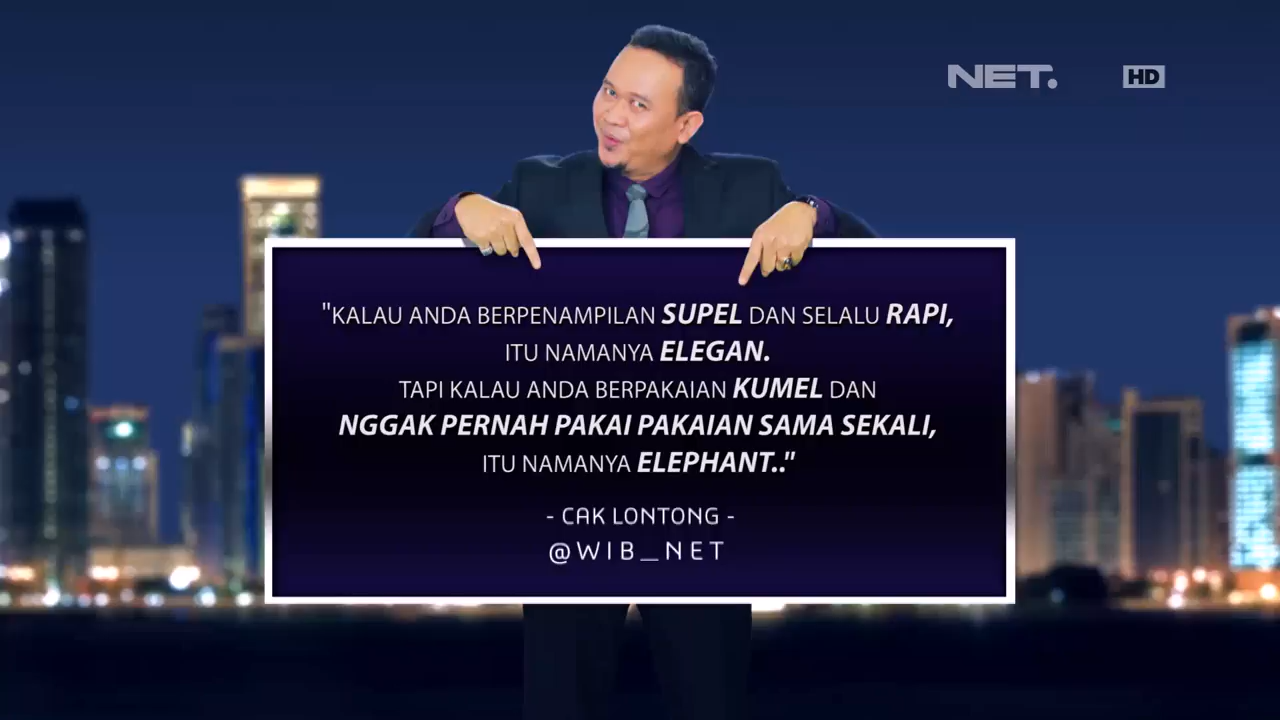 NET.
HD
"KALAU ANDA BERPENAMPILAN SUPEL DAN SELALU RAPI,
ITU NAMANYA ELEGAN.
TAPI KALAU ANDA BERPAKAIAN KUMEL DAN
NGGAK PERNAH PAKAI PAKAIAN SAMA SEKALI,
ITU NAMANYA ELEPHANT.."
- CAK LONTONG -
@WIB_NET